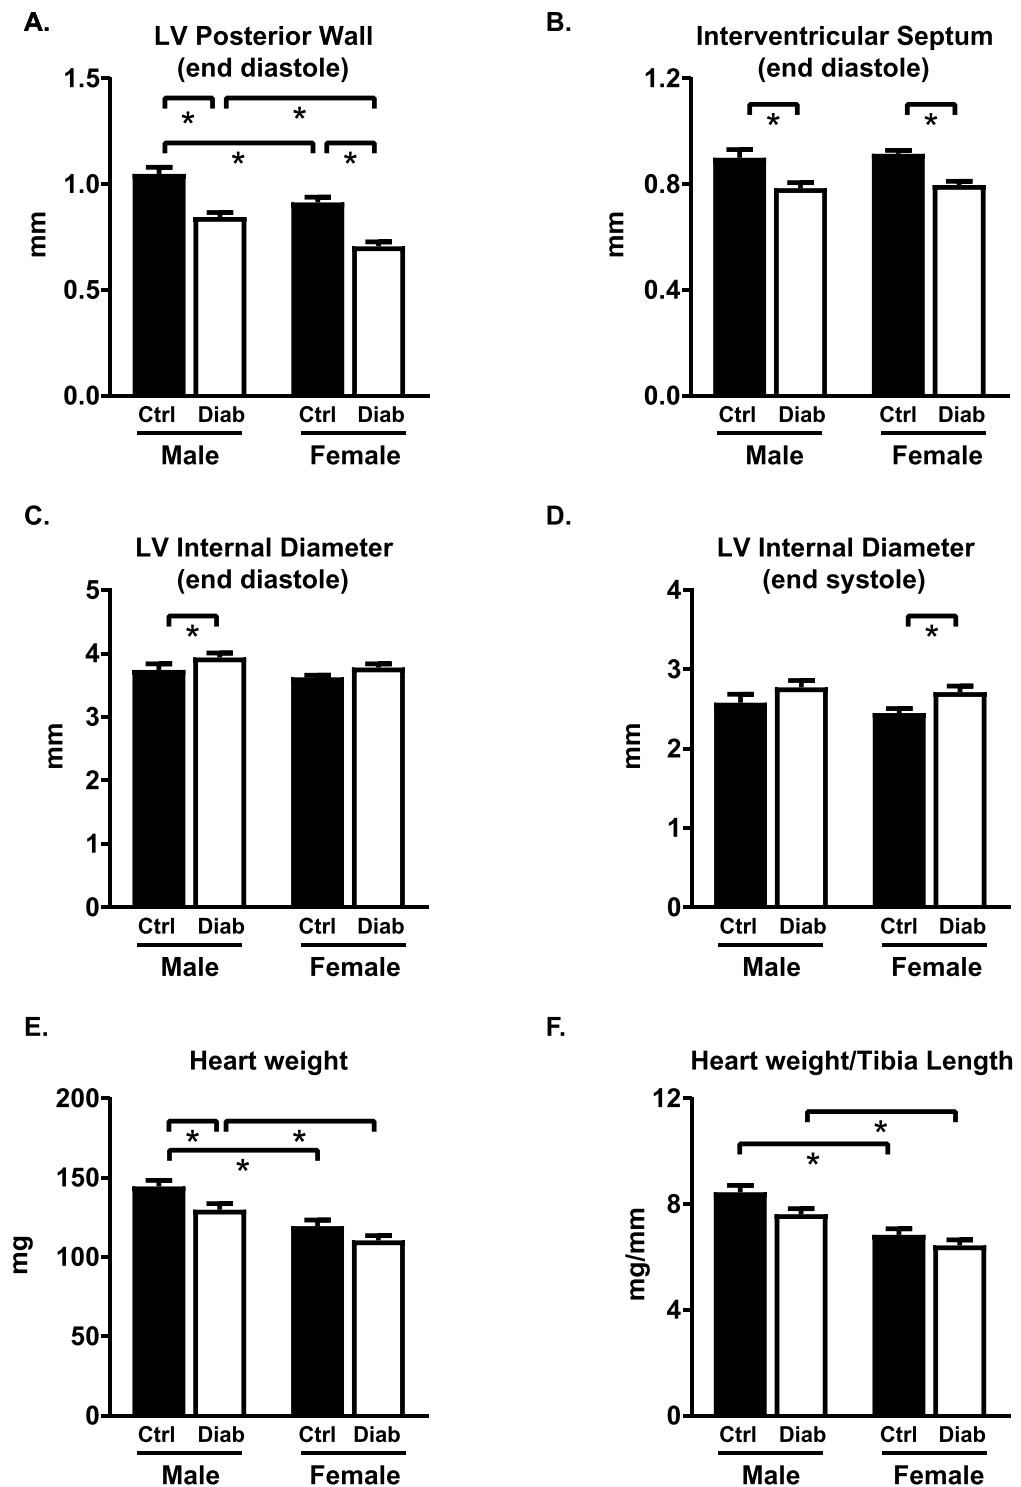 A.
LV Posterior Wall
(end diastole)
1.5
1.0
0.5
0.0
mm
*
*
*
*
Ctrl Diab Ctrl Diab
Male Female
B.
Interventricular Septum
(end diastole)
1.2
0.8
0.4
0.0
mm
*
*
Ctrl Diab Ctrl Diab
Male Female
C.
LV Internal Diameter
(end diastole)
5
4
3
2
1
0
mm
*
Ctrl Diab Ctrl Diab
Male Female
D.
LV Internal Diameter
(end systole)
4
3
2
1
0
mm
*
Ctrl Diab Ctrl Diab
Male Female
E.
Heart weight
200
150
100
50
0
mg
*
*
*
Ctrl Diab Ctrl Diab
Male Female
F.
Heart weight/Tibia Length
12
8
4
0
mg/mm
*
*
Ctrl Diab Ctrl Diab
Male Female